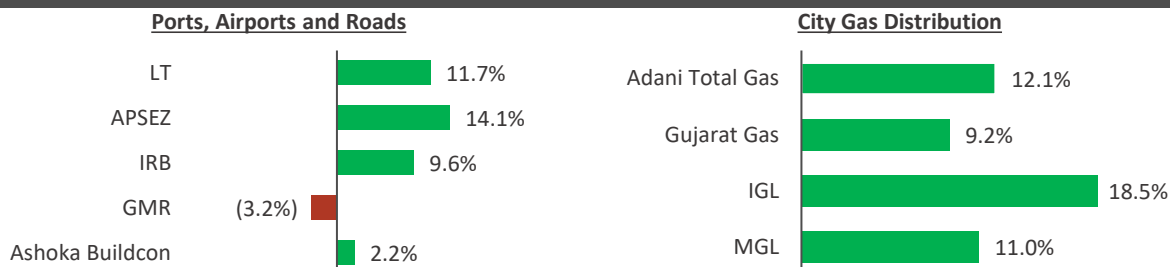 Ports, Airports and Roads
LT 11.7%
APSEZ 14.1%
IRB 9.6%
GMR (3.2%)
Ashoka Buildcon 2.2%
City Gas Distribution
Adani Total Gas 12.1%
Gujarat Gas 9.2%
IGL 18.5%
MGL 11.0%